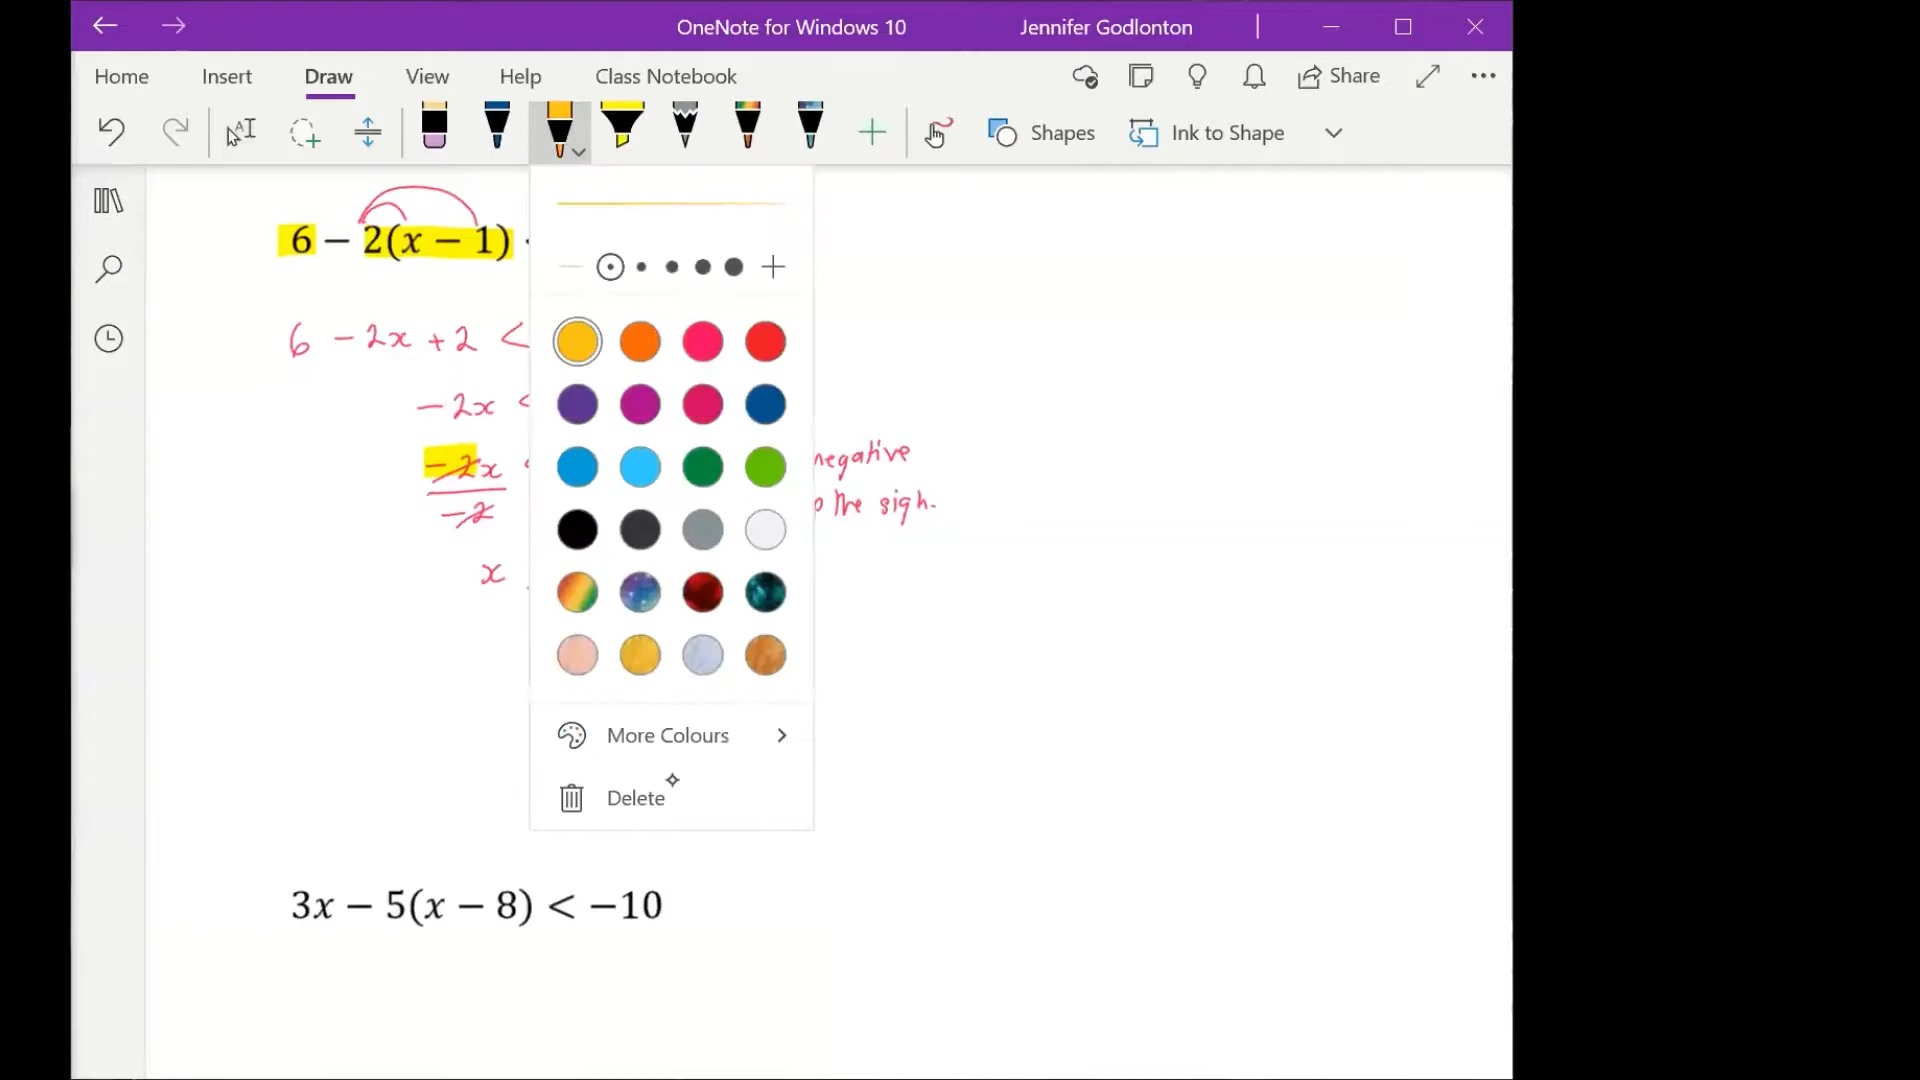 OneNote for Windows 10
Jennifer Godlonton
Home Insert Draw View Help Class Notebook
Share
Shapes
Ink to Shape
6 − 2(x − 1)
6 − 2x + 2 <
−2x <
−2x
−2
negative
the sigh.
x
More Colours
Delete
3x − 5(x − 8) < −10